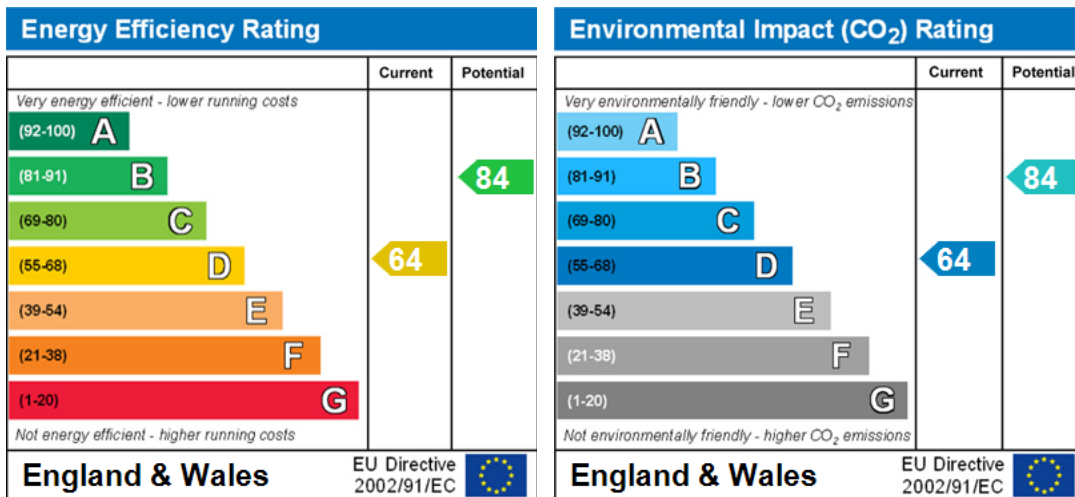 Energy Efficiency Rating
Current Potential
Very energy efficient - lower running costs
(92-100) A
(81-91) B
84
(69-80) C
(55-68) D
64
(39-54) E
(21-38) F
(1-20) G
Not energy efficient - higher running costs
England & Wales
EU Directive
2002/91/EC
Environmental Impact (CO₂) Rating
Current Potential
Very environmentally friendly - lower CO₂ emissions
(92-100) A
(81-91) B
84
(69-80) C
(55-68) D
64
(39-54) E
(21-38) F
(1-20) G
Not environmentally friendly - higher CO₂ emissions
England & Wales
EU Directive
2002/91/EC